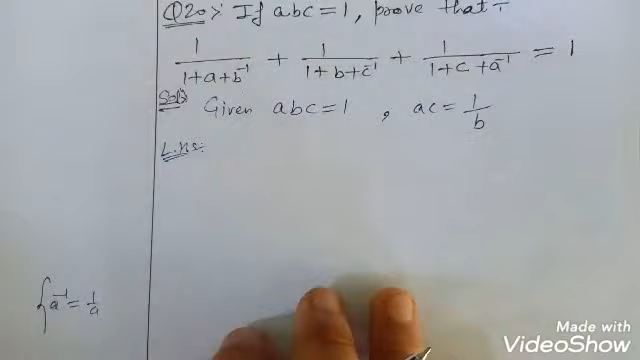 Q20:> If abc = 1, prove that -
1/(1+a+b⁻¹) + 1/(1+b+c⁻¹) + 1/(1+c+a⁻¹) = 1
Solⁿ Given abc = 1 , ac = 1/b
L.H.S:
{a⁻¹ = 1/a
Made with
VideoShow